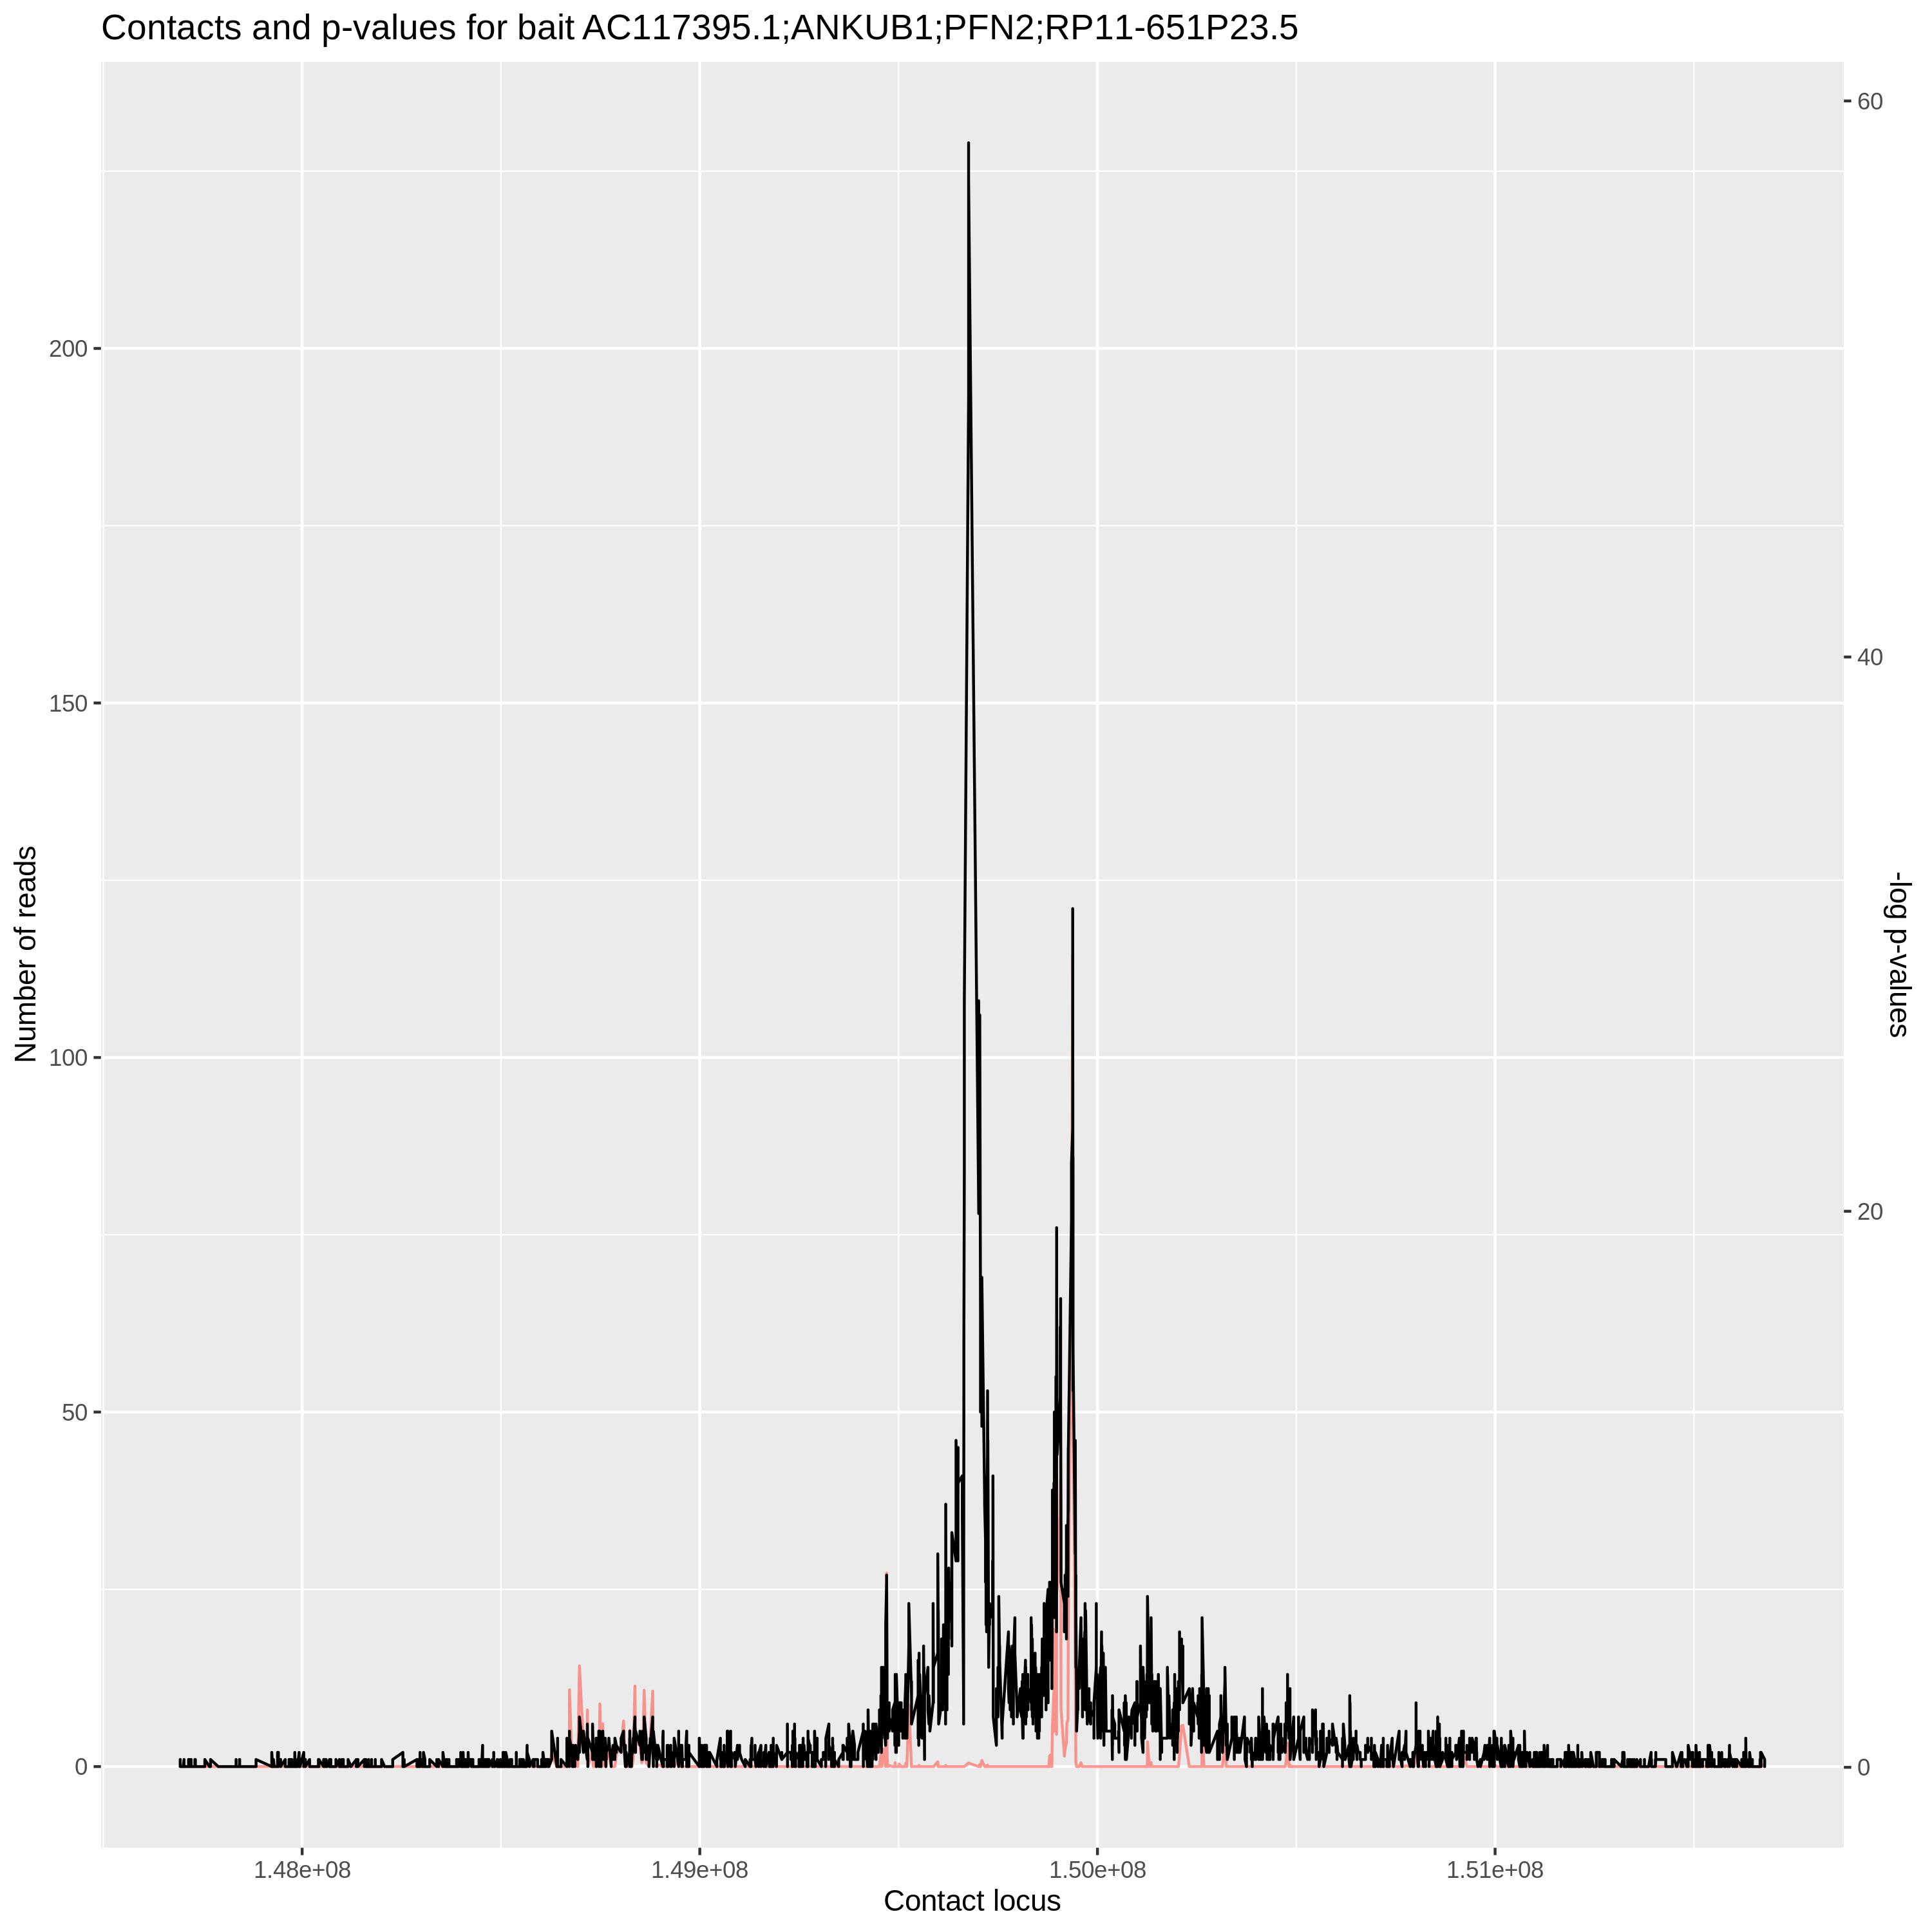 Contacts and p-values for bait AC117395.1;ANKUB1;PFN2;RP11-651P23.5
60
200
40
150
Number of reads
-log p-values
100
20
50
0
0
1.48e+08
1.49e+08
1.50e+08
1.51e+08
Contact locus